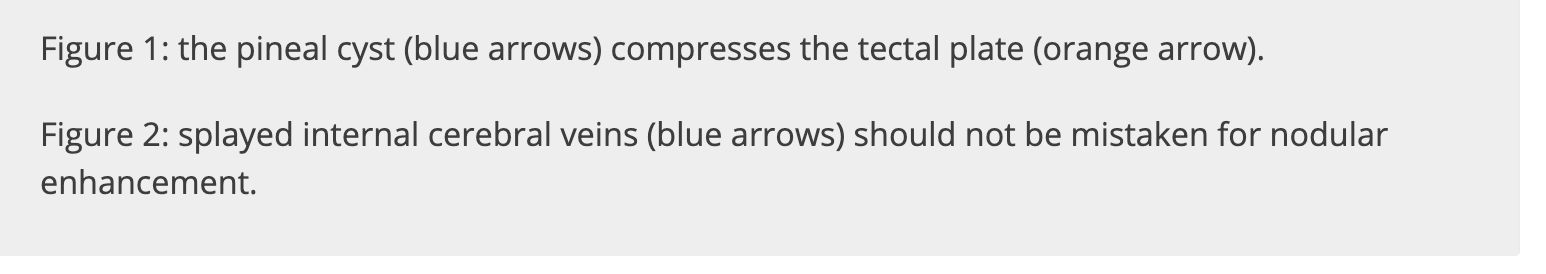 Figure 1: the pineal cyst (blue arrows) compresses the tectal plate (orange arrow).
Figure 2: splayed internal cerebral veins (blue arrows) should not be mistaken for nodular
enhancement.